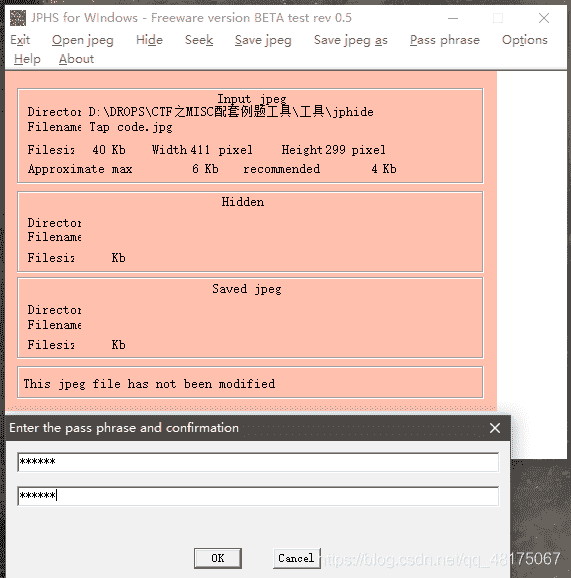 JPHS for WIndows - Freeware version BETA test rev 0.5
Exit Open jpeg Hide Seek Save jpeg Save jpeg as Pass phrase Options
Help About
Input jpeg
Director D:\DROPS\CTF之MISC配套例题工具\工具\jphide
Filename Tap code.jpg
Filesiz 40 Kb Width 411 pixel Height 299 pixel
Approximate max 6 Kb recommended 4 Kb
Hidden
Director
Filename
Filesiz Kb
Saved jpeg
Director
Filename
Filesiz Kb
This jpeg file has not been modified
Enter the pass phrase and confirmation
******
******
OK Cancel
https://blog.csdn.net/qq_48175067